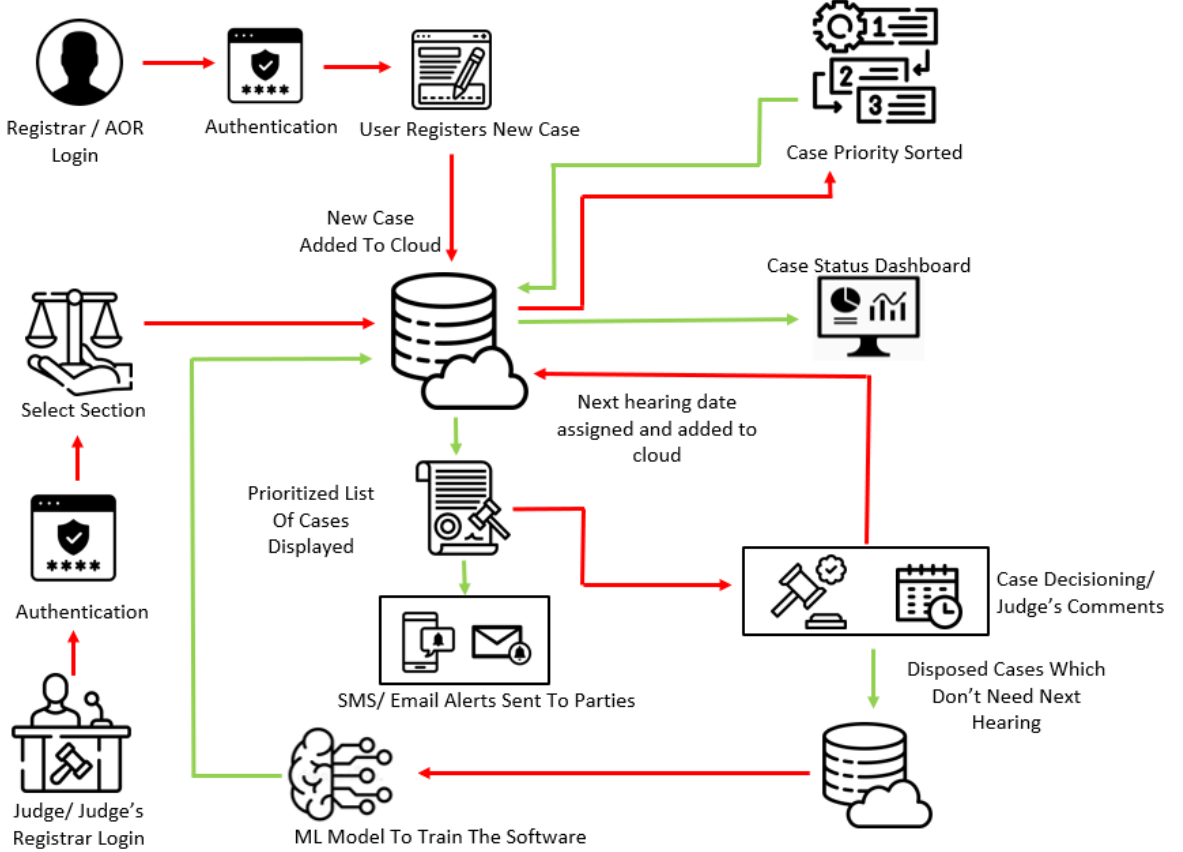 Registrar / AOR
Login
Authentication
User Registers New Case
1
2
3
Case Priority Sorted
New Case
Added To Cloud
Case Status Dashboard
Select Section
Next hearing date
assigned and added to
cloud
Prioritized List
Of Cases
Displayed
Authentication
Case Decisioning/
Judge's Comments
SMS/ Email Alerts Sent To Parties
Disposed Cases Which
Don't Need Next
Hearing
Judge/ Judge's
Registrar Login
ML Model To Train The Software